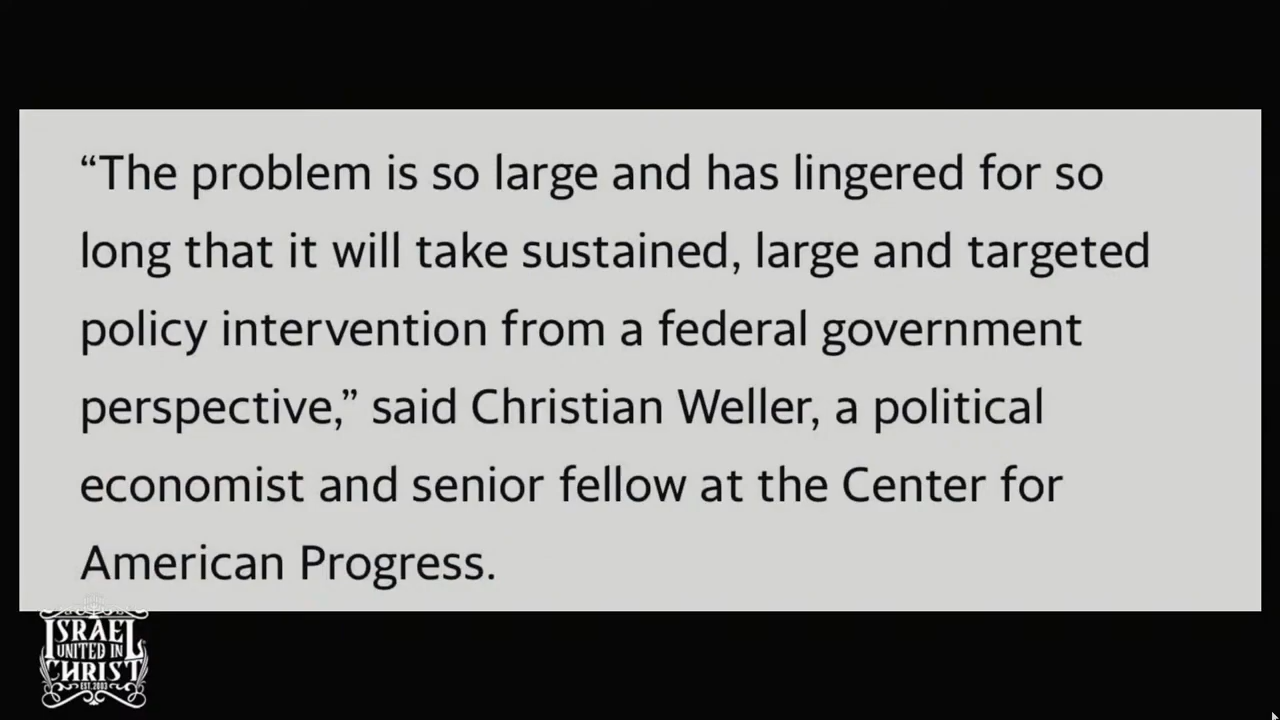 “The problem is so large and has lingered for so
long that it will take sustained, large and targeted
policy intervention from a federal government
perspective,” said Christian Weller, a political
economist and senior fellow at the Center for
American Progress.
ISRAEL
UNITED IN
CHRIST
EST. 2003